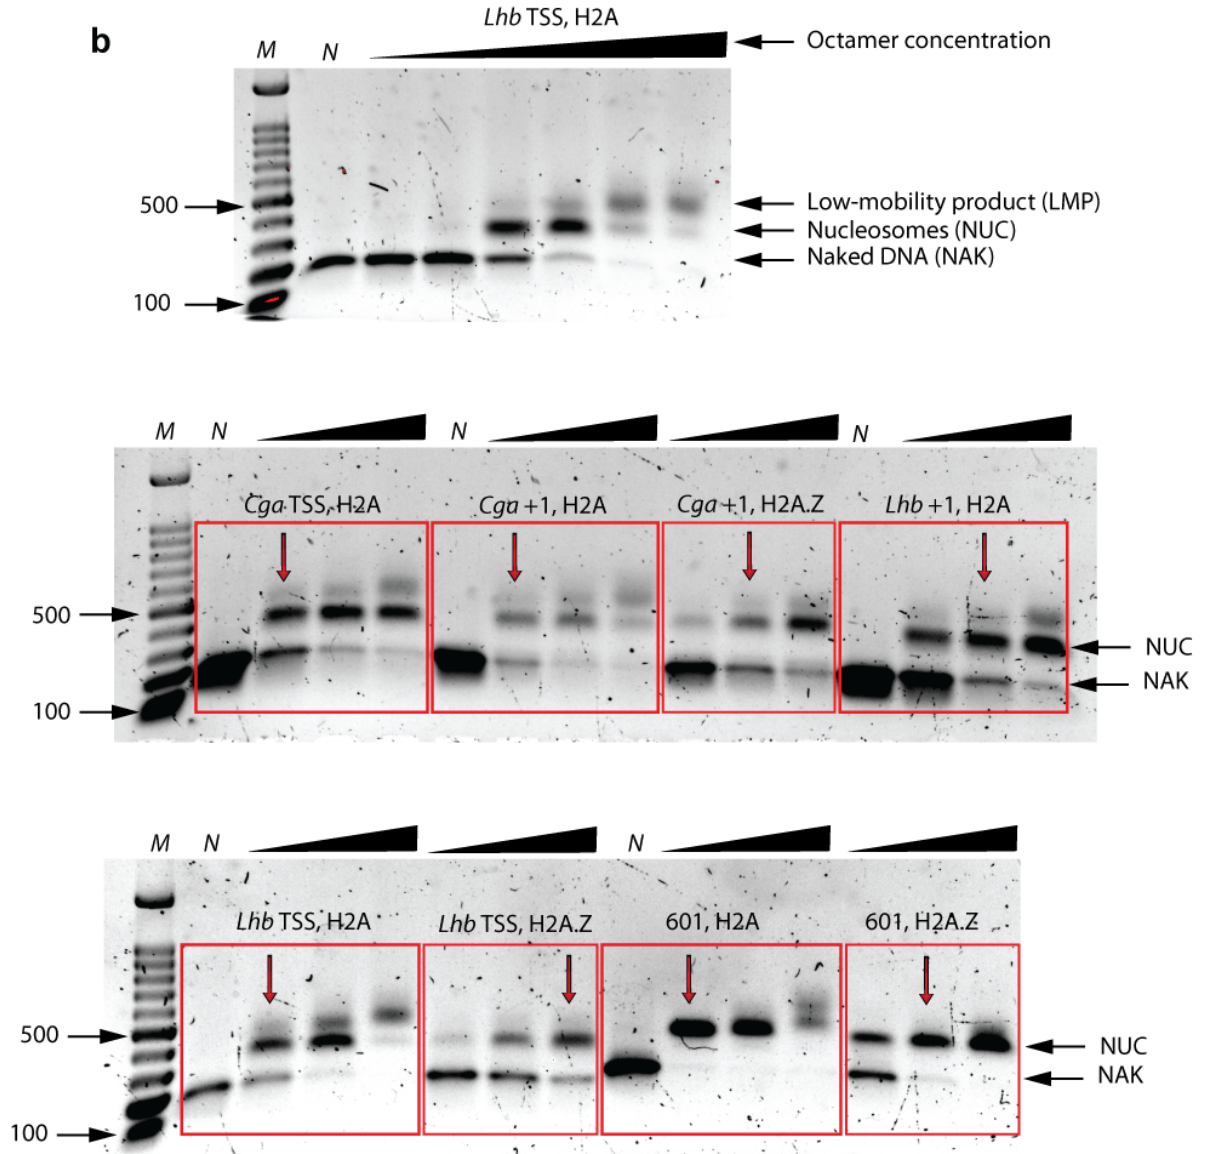 b
Lhb TSS, H2A
M
N
Octamer concentration
500
Low-mobility product (LMP)
Nucleosomes (NUC)
Naked DNA (NAK)
100
M
N
N
N
Cga TSS, H2A
Cga +1, H2A
Cga +1, H2A.Z
Lhb +1, H2A
500
NUC
NAK
100
M
N
N
Lhb TSS, H2A
Lhb TSS, H2A.Z
601, H2A
601, H2A.Z
500
NUC
NAK
100